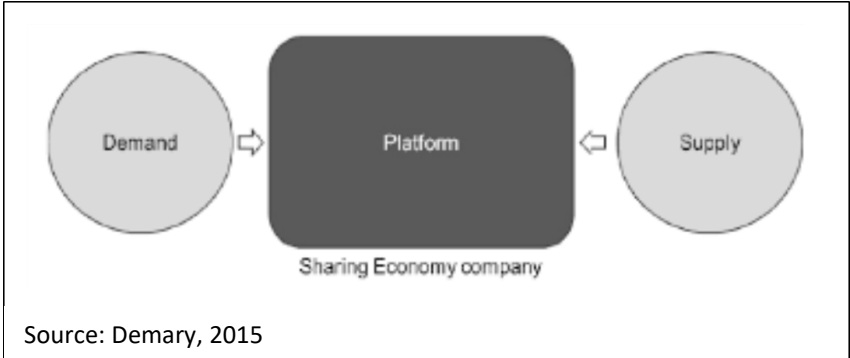 Demand
Platform
Supply
Sharing Economy company
Source: Demary, 2015